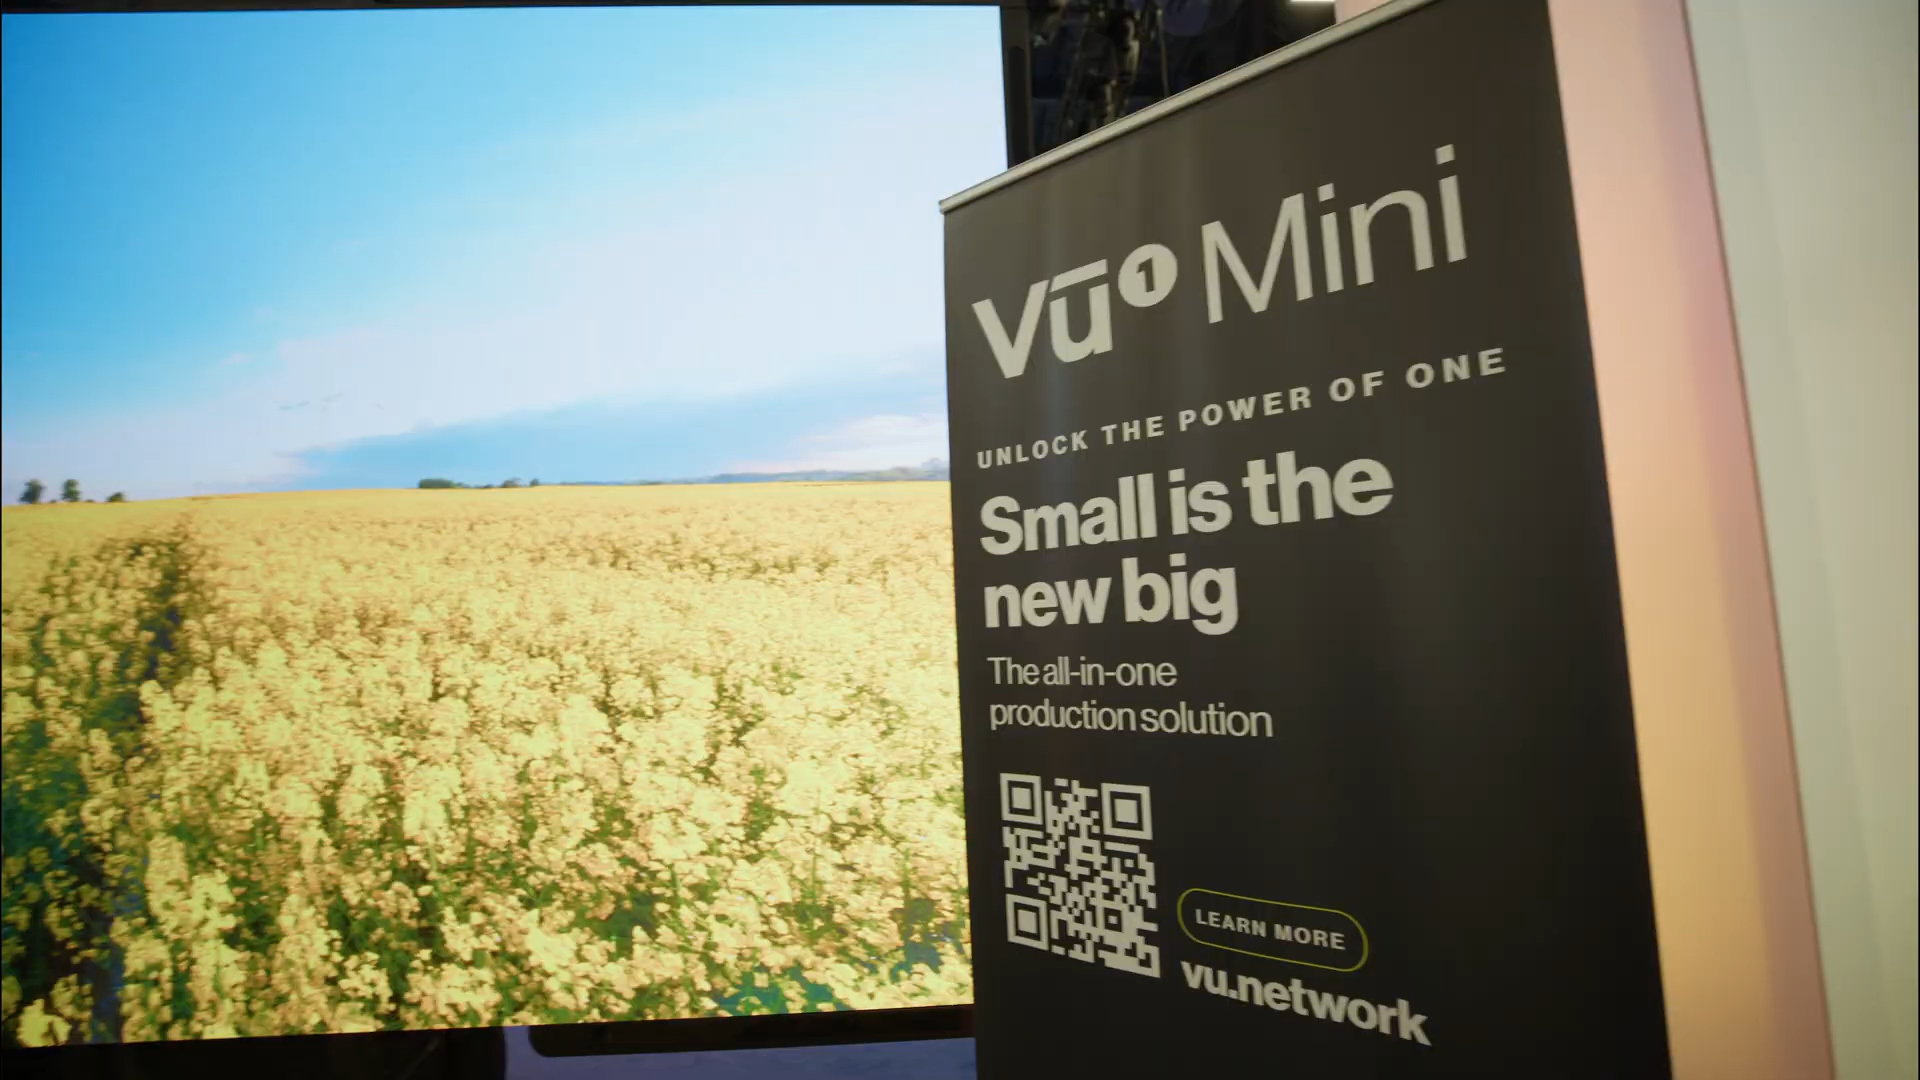 Vū1 Mini
UNLOCK THE POWER OF ONE
Small is the
new big
The all-in-one
production solution
LEARN MORE
vu.network